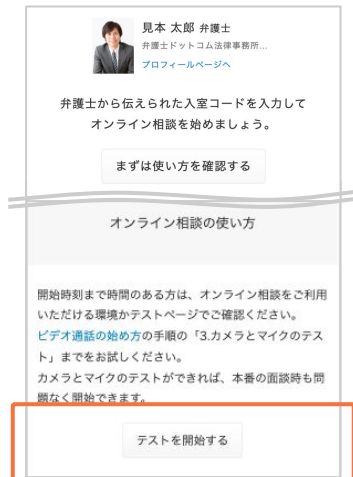 見本 太郎 弁護士
弁護士ドットコム法律事務所...
プロフィールページへ
弁護士から伝えられた入室コードを入力して
オンライン相談を始めましょう。
まずは使い方を確認する
オンライン相談の使い方
開始時刻まで時間のある方は、オンライン相談をご利用
いただける環境かテストページでご確認ください。
ビデオ通話の始め方の手順の「3.カメラとマイクのテス
ト」までをお試しください。
カメラとマイクのテストができれば、本番の面談時も問
題なく開始できます。
テストを開始する